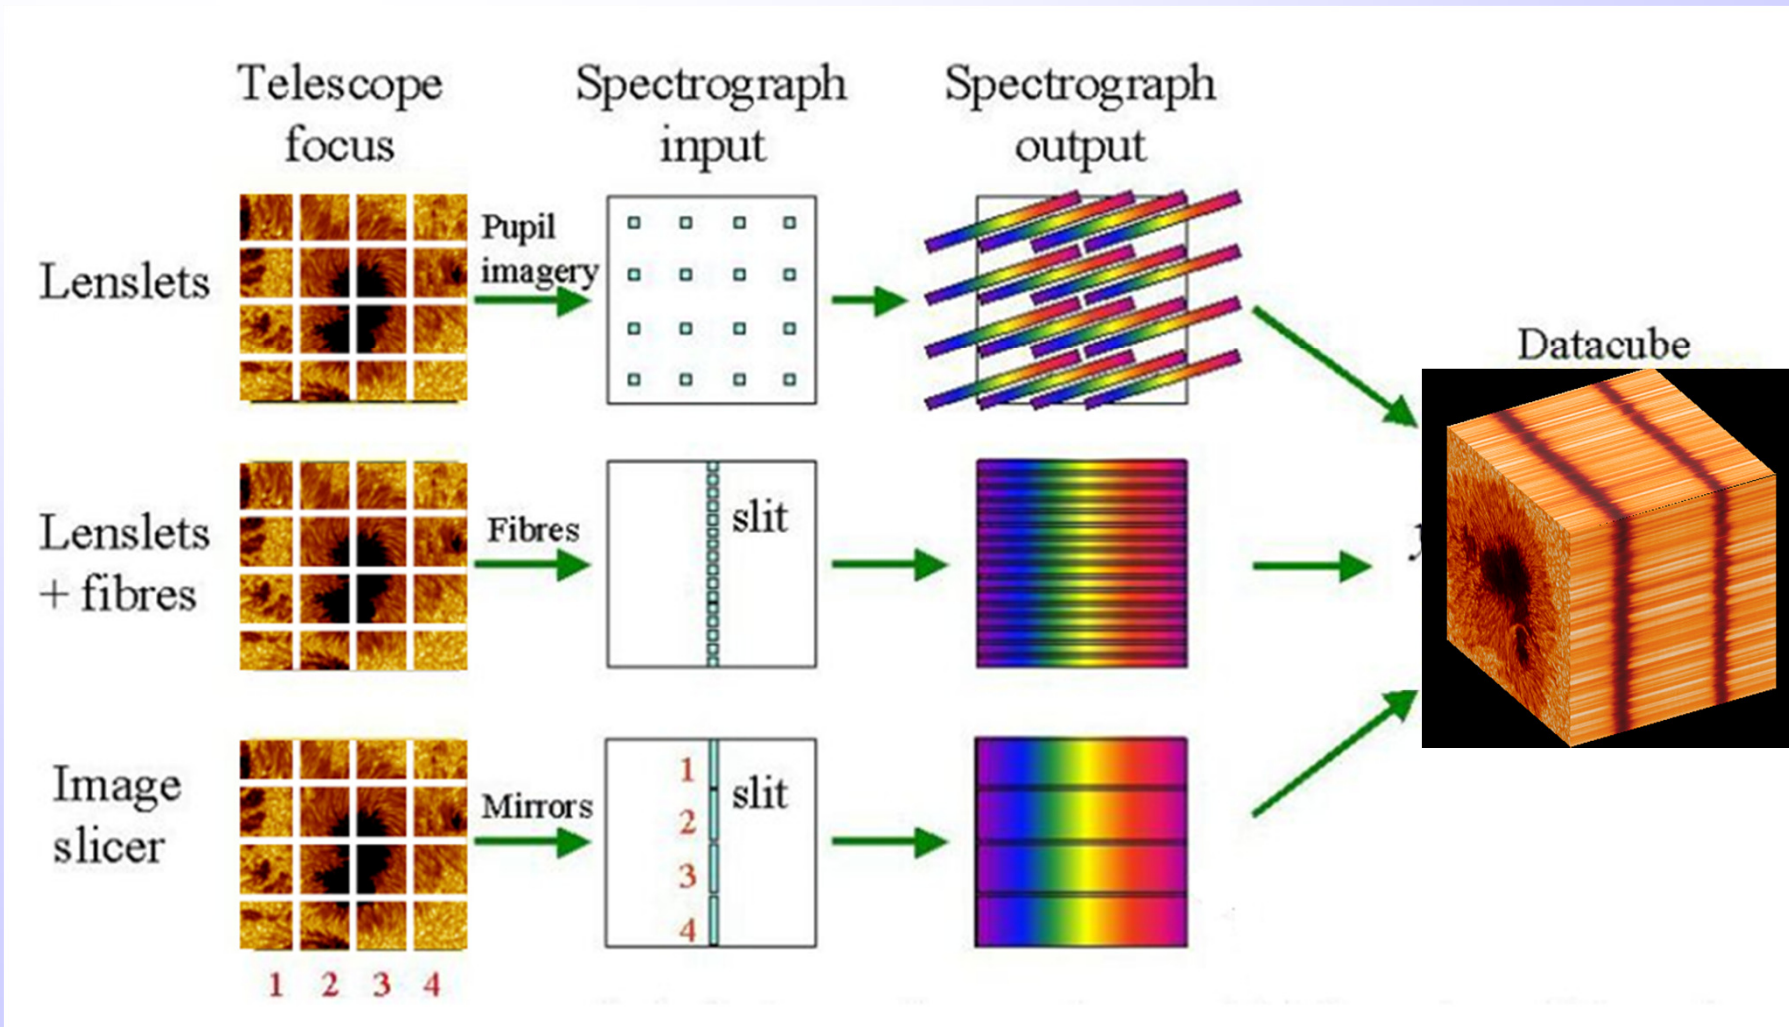 Telescope
focus
Spectrograph
input
Spectrograph
output
Lenslets
Pupil
imagery
Datacube
Lenslets
+ fibres
Fibres
slit
Image
slicer
Mirrors
1
2
3
4
slit
1 2 3 4